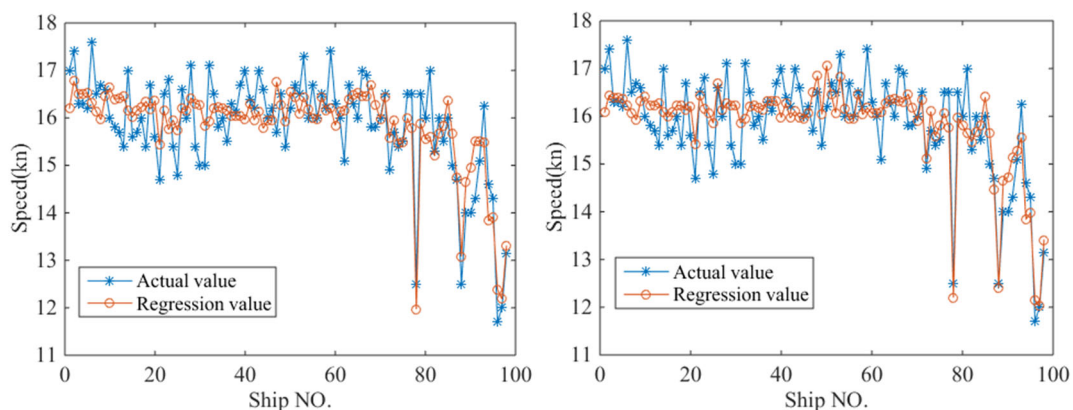 18
17
16
15
14
13
12
11
Speed(kn)
Actual value
Regression value
0 20 40 60 80 100
Ship NO.
18
17
16
15
14
13
12
11
Speed(kn)
Actual value
Regression value
0 20 40 60 80 100
Ship NO.